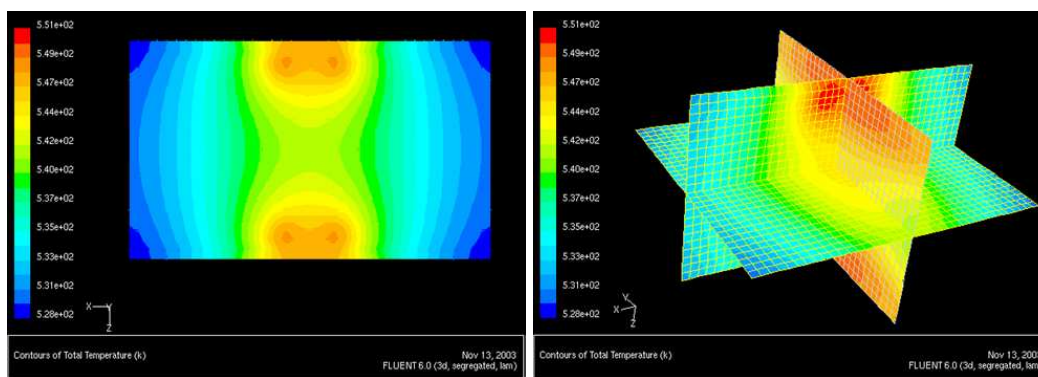 5.51e+02
5.49e+02
5.47e+02
5.44e+02
5.42e+02
5.40e+02
5.37e+02
5.35e+02
5.33e+02
5.31e+02
5.28e+02
X Y
Z
Contours of Total Temperature (k)
Nov 13, 2003
FLUENT 6.0 (3d, segregated, lam)
5.51e+02
5.49e+02
5.47e+02
5.44e+02
5.42e+02
5.40e+02
5.37e+02
5.35e+02
5.33e+02
5.31e+02
5.28e+02
Y
X
Z
Contours of Total Temperature (k)
Nov 13, 2003
FLUENT 6.0 (3d, segregated, lam)